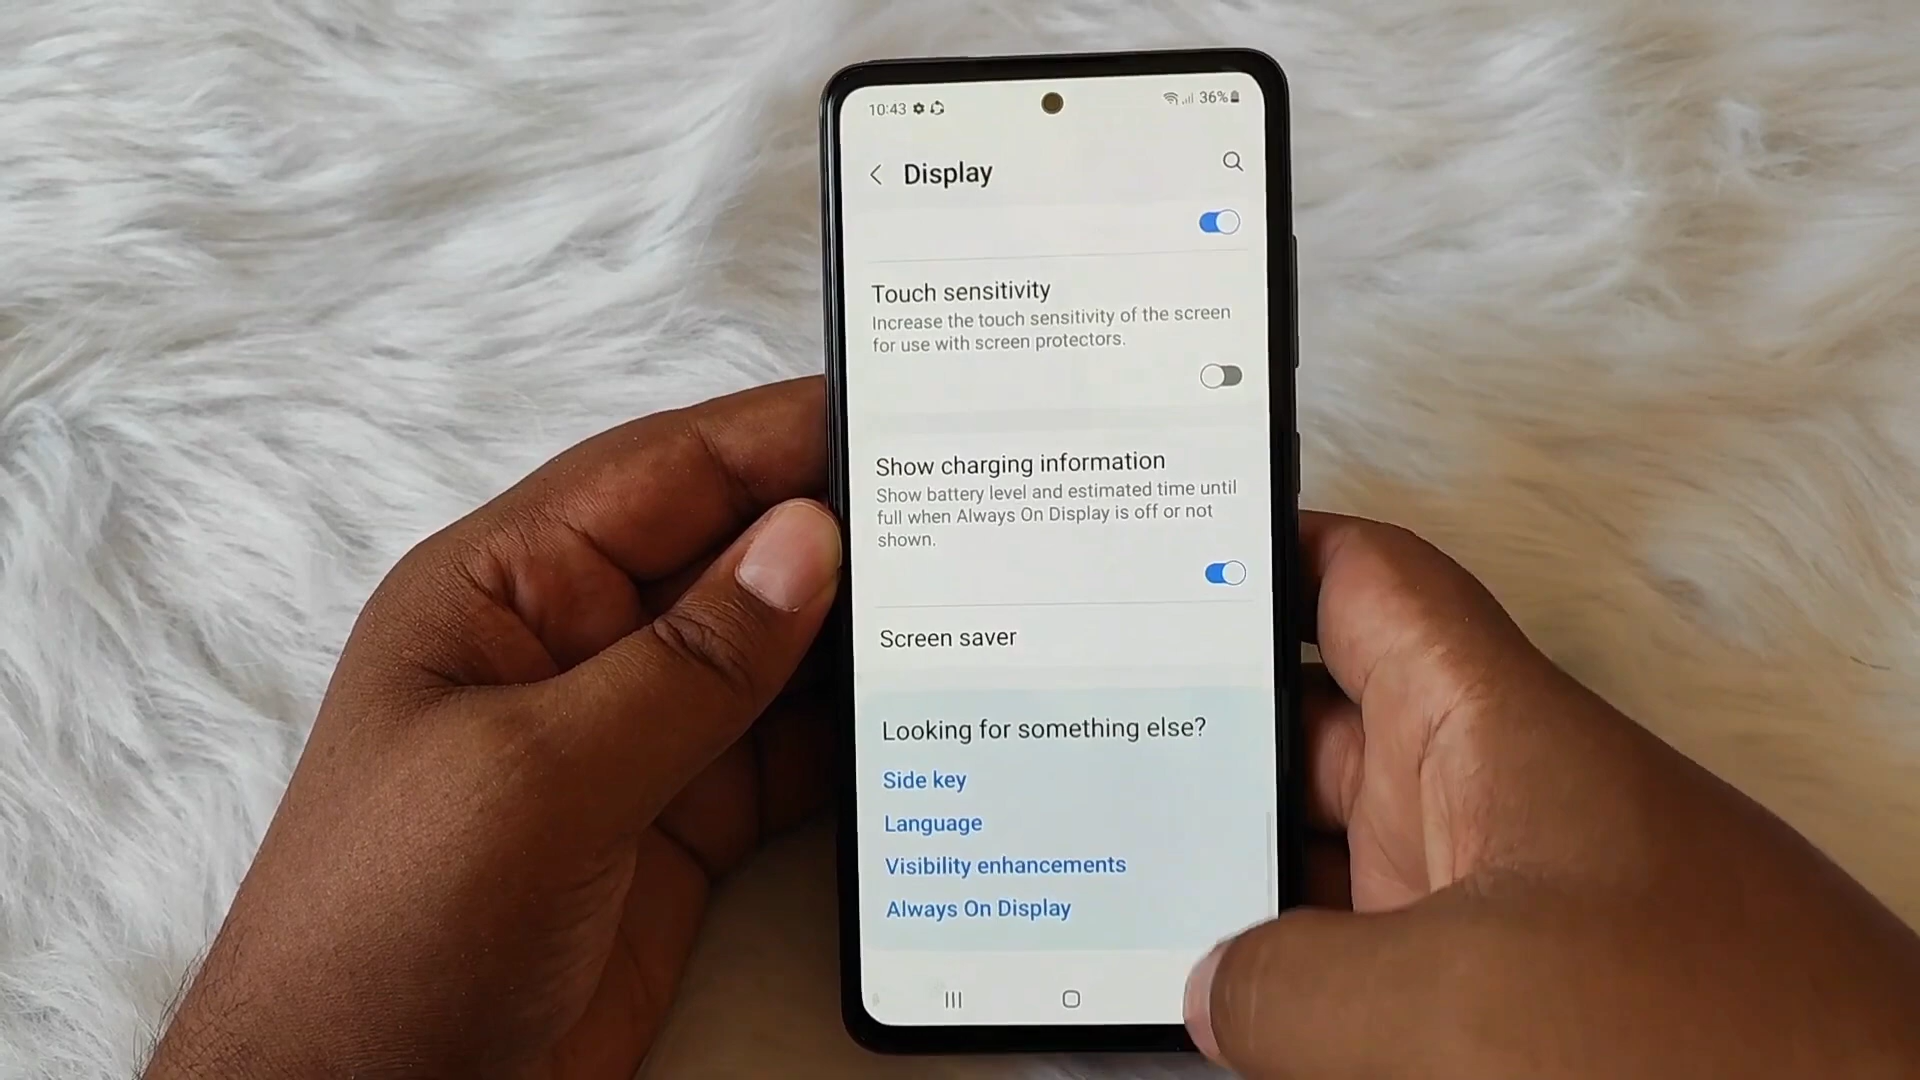 10:43
36%
Display
Touch sensitivity
Increase the touch sensitivity of the screen
for use with screen protectors.
Show charging information
Show battery level and estimated time until
full when Always On Display is off or not
shown.
Screen saver
Looking for something else?
Side key
Language
Visibility enhancements
Always On Display